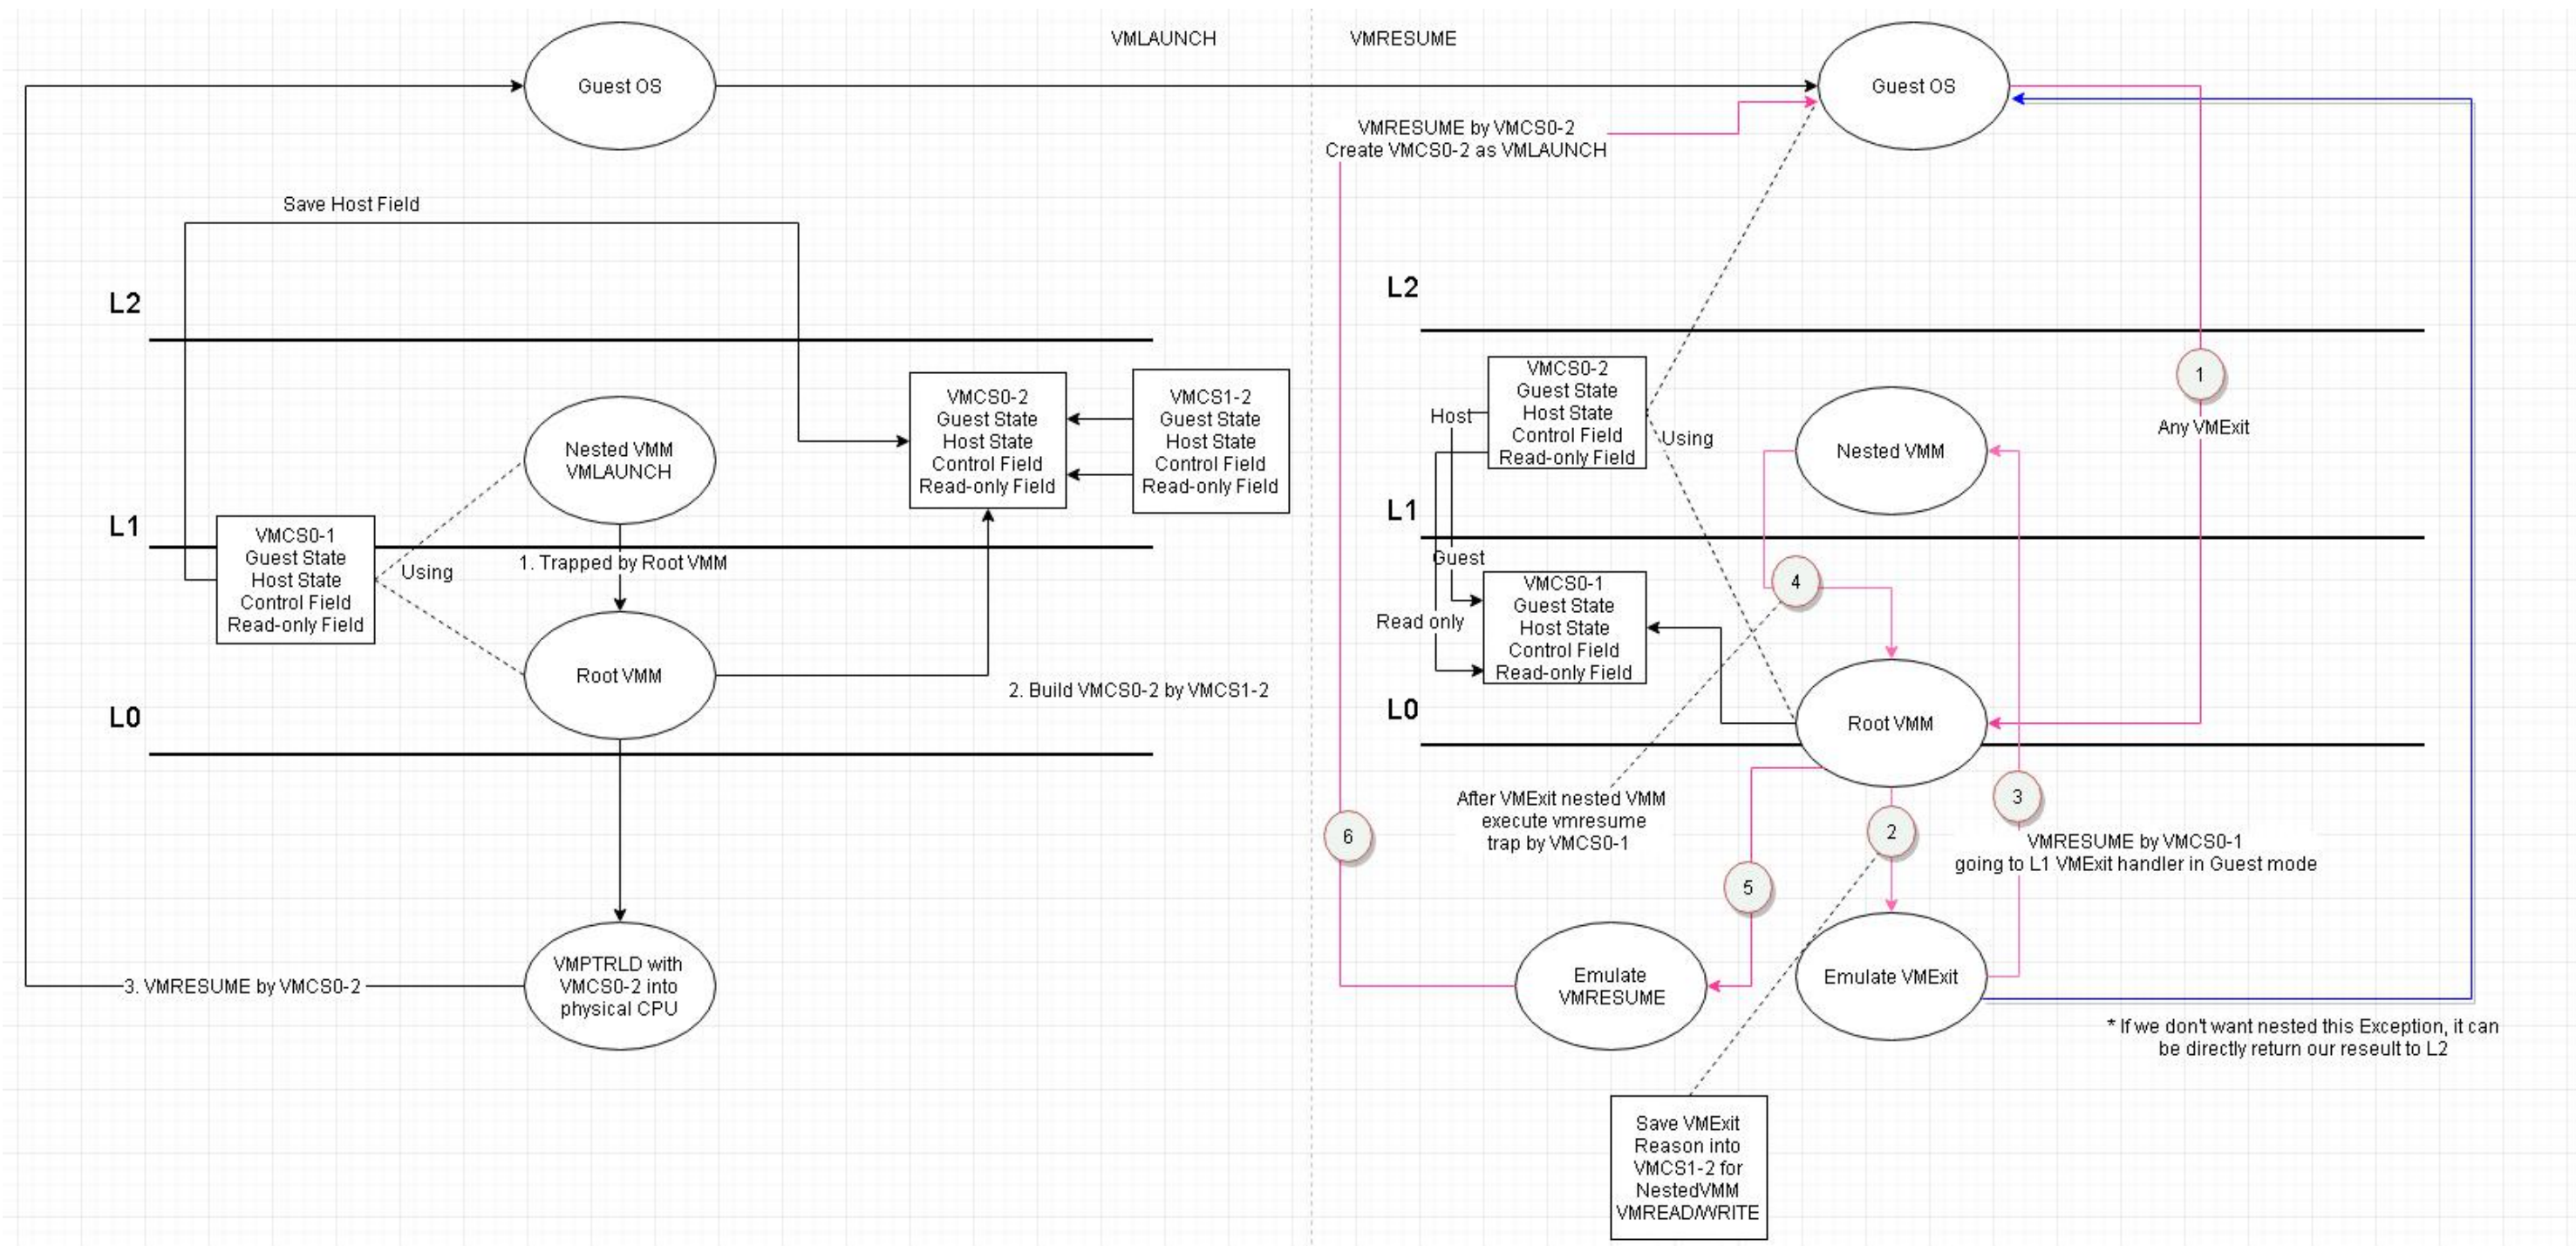 VMLAUNCH
VMRESUME
Guest OS
Save Host Field
L2
VMCS0-2
Guest State
Host State
Control Field
Read-only Field
VMCS1-2
Guest State
Host State
Control Field
Read-only Field
Nested VMM
VMLAUNCH
L1
VMCS0-1
Guest State
Host State
Control Field
Read-only Field
Using
1. Trapped by Root VMM
Root VMM
2. Build VMCS0-2 by VMCS1-2
L0
VMPTRLD with
VMCS0-2 into
physical CPU
3. VMRESUME by VMCS0-2
Guest OS
VMRESUME by VMCS0-2
Create VMCS0-2 as VMLAUNCH
L2
VMCS0-2
Guest State
Host State
Control Field
Read-only Field
Host
Using
Nested VMM
1
Any VMExit
L1
Guest
VMCS0-1
Guest State
Host State
Control Field
Read-only Field
Read only
4
L0
Root VMM
After VMExit nested VMM
execute vmresume
trap by VMCS0-1
6
5
2
3
VMRESUME by VMCS0-1
going to L1 VMExit handler in Guest mode
Emulate
VMRESUME
Emulate VMExit
* If we don't want nested this Exception, it can
be directly return our reseult to L2
Save VMExit
Reason into
VMCS1-2 for
NestedVMM
VMREAD/WRITE